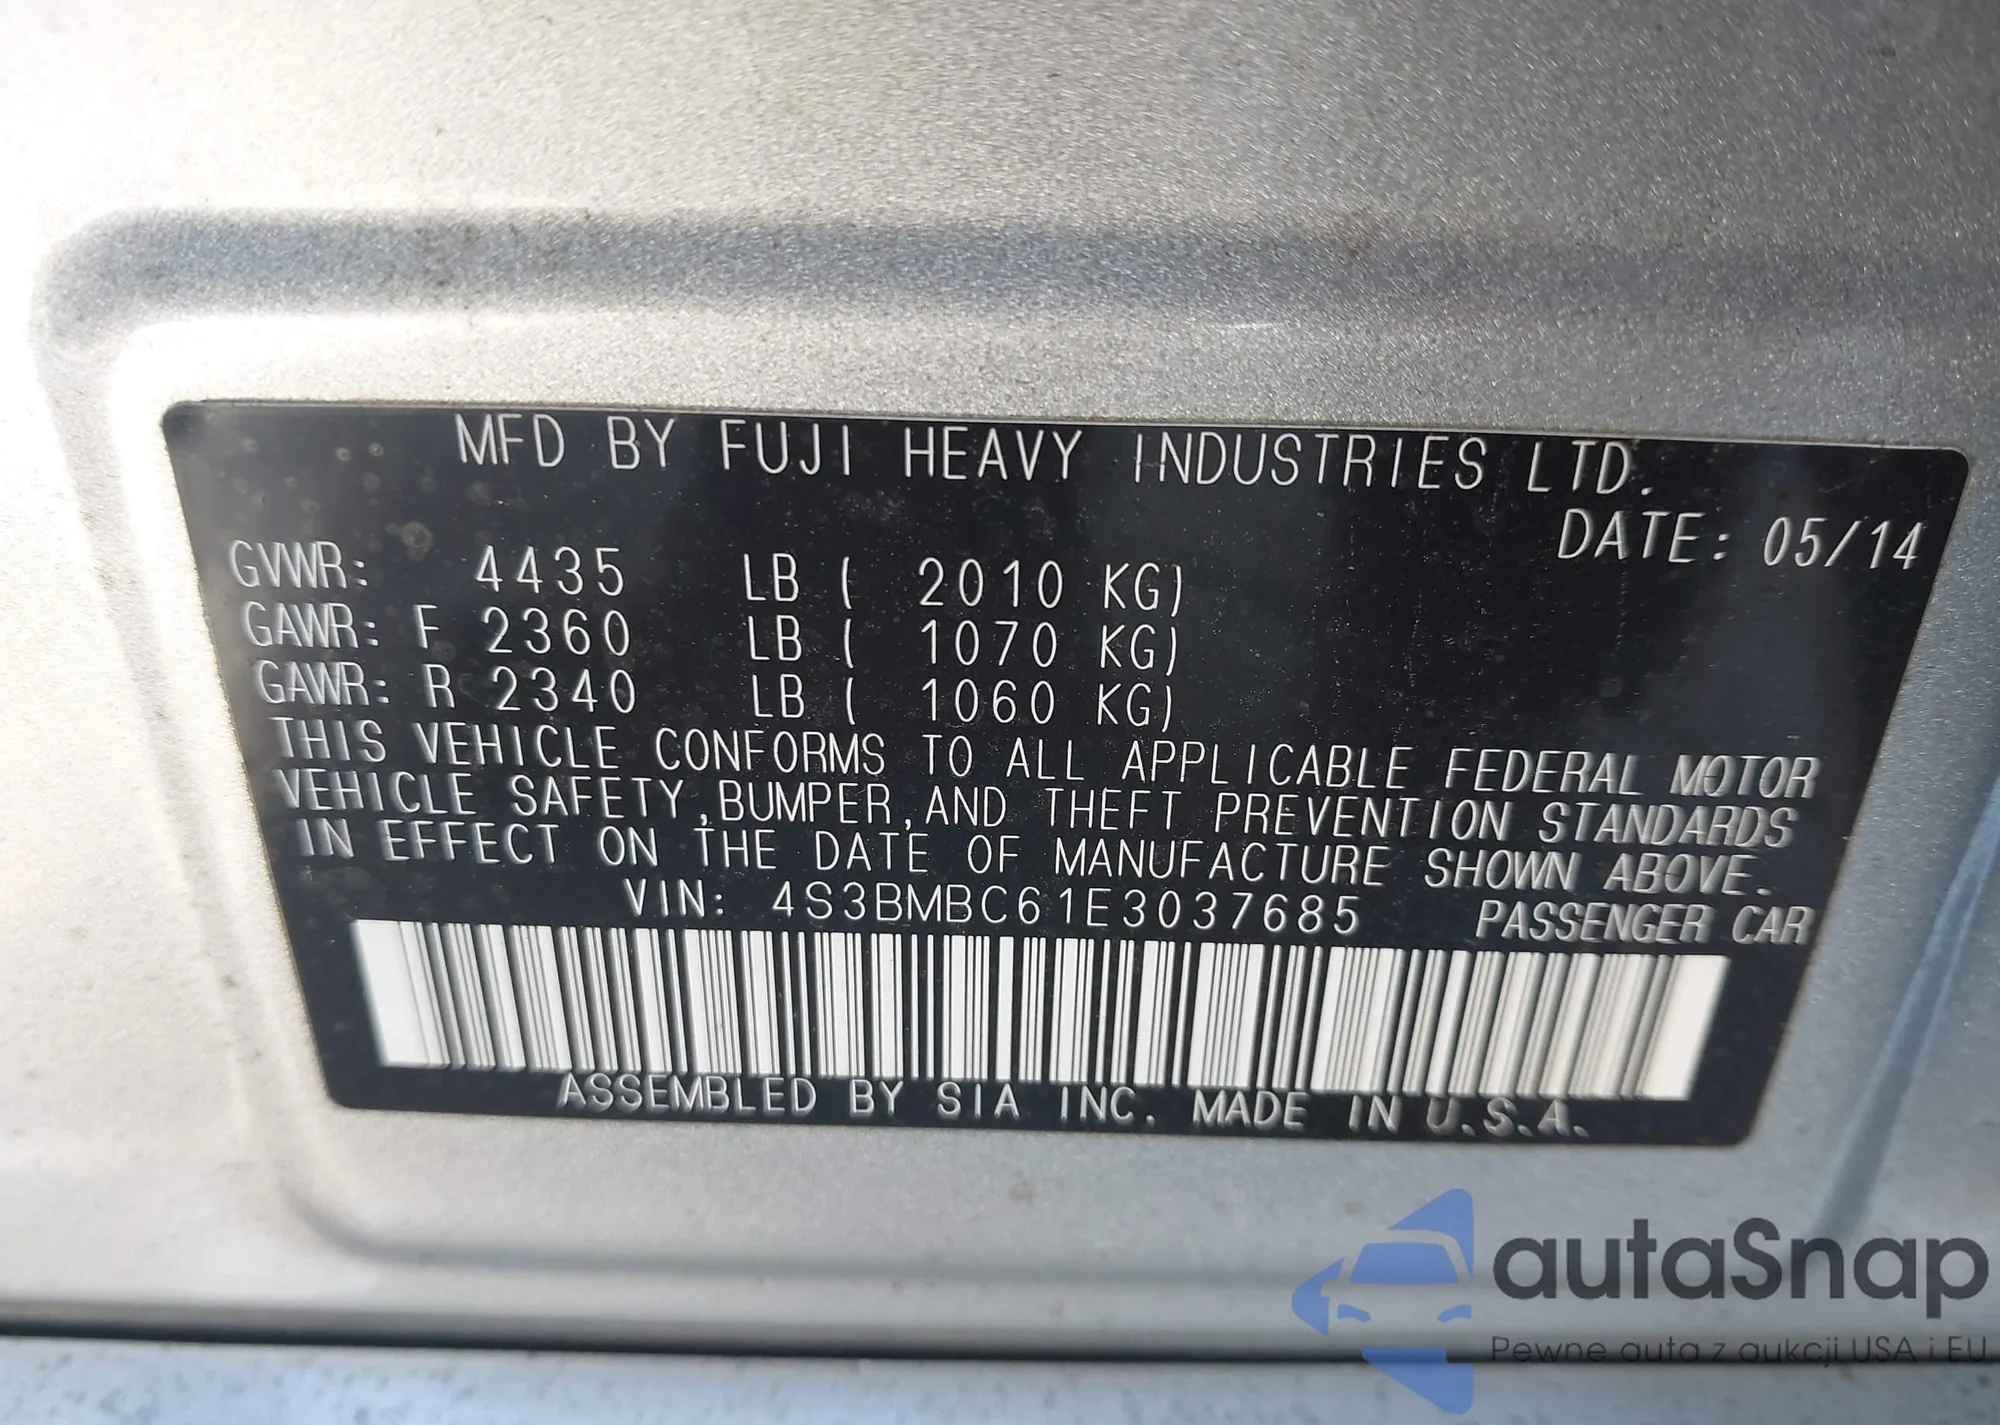 MFD BY FUJI HEAVY INDUSTRIES LTD.
DATE: 05/14
GVWR: 4435 LB ( 2010 KG)
GAWR: F 2360 LB ( 1070 KG)
GAWR: R 2340 LB ( 1060 KG)
THIS VEHICLE CONFORMS TO ALL APPLICABLE FEDERAL MOTOR
VEHICLE SAFETY, BUMPER, AND THEFT PREVENTION STANDARDS
IN EFFECT ON THE DATE OF MANUFACTURE SHOWN ABOVE.
VIN: 4S3BMBC61E3037685 PASSENGER CAR
ASSEMBLED BY SIA INC. MADE IN U.S.A.
autaSnap
Pewne auta z aukcji USA i EU